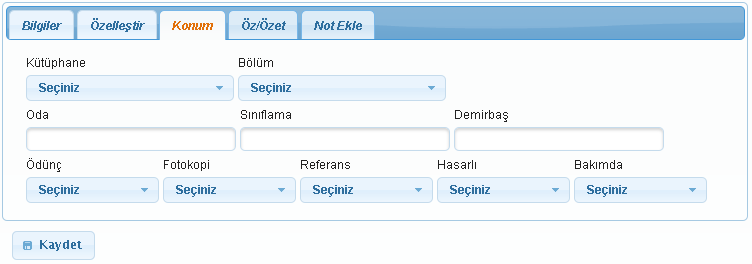 Bilgiler Özelleştir Konum Öz/Özet Not Ekle
Kütüphane Bölüm
Seçiniz Seçiniz
Oda Sınıflama Demirbaş
Ödünç Fotokopi Referans Hasarlı Bakımda
Seçiniz Seçiniz Seçiniz Seçiniz Seçiniz
Kaydet